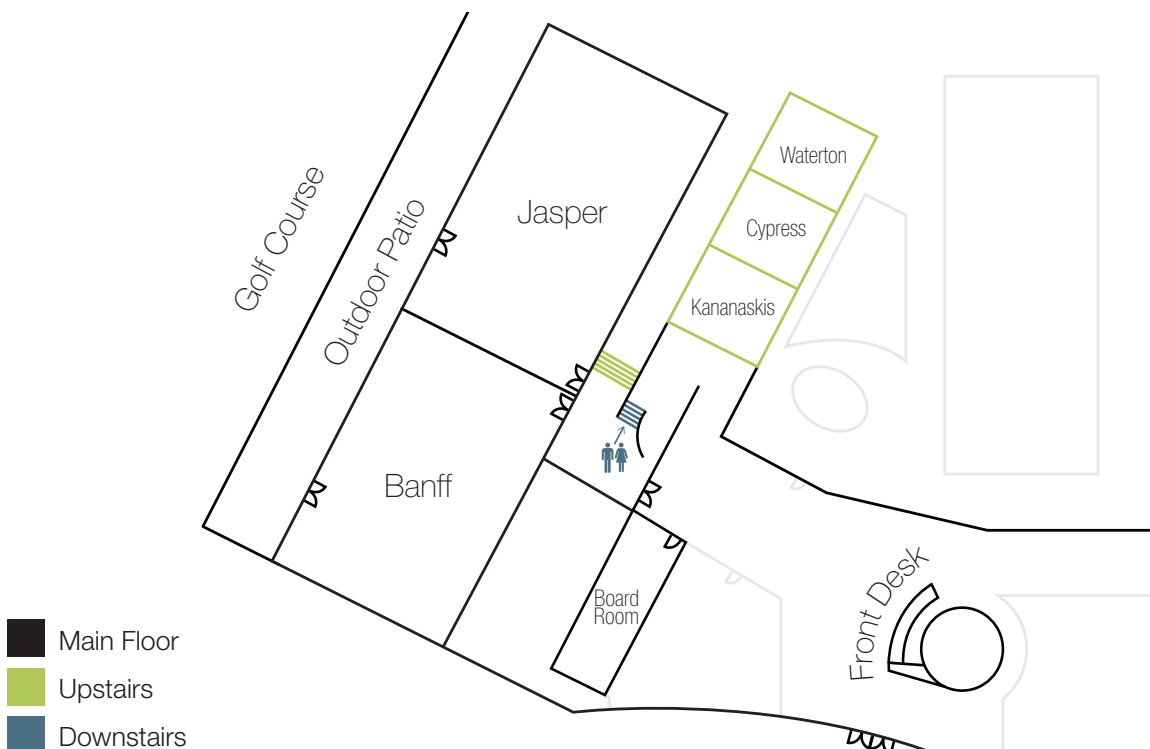 Waterton
Jasper
Cypress
Golf Course
Outdoor Patio
Kananaskis
Banff
Board
Room
Front Desk
Main Floor
Upstairs
Downstairs